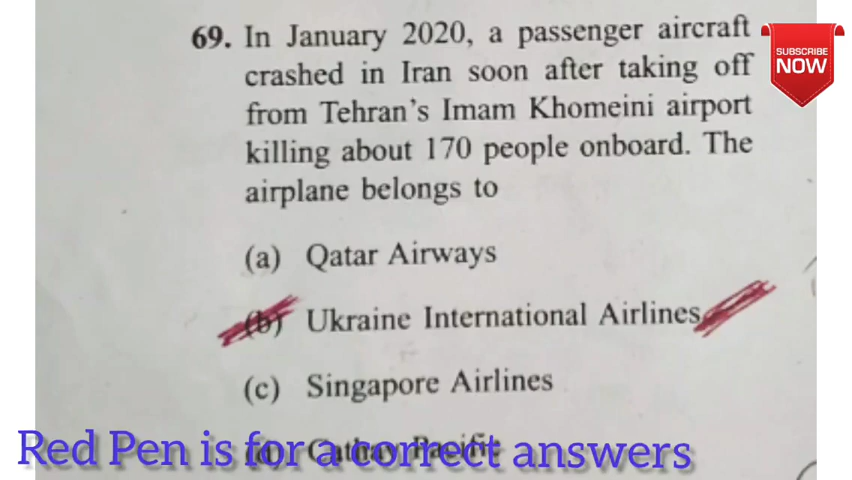 69. In January 2020, a passenger aircraft
crashed in Iran soon after taking off
from Tehran's Imam Khomeini airport
killing about 170 people onboard. The
airplane belongs to
(a) Qatar Airways
(b) Ukraine International Airlines
(c) Singapore Airlines
(d) Cathay Pacific
Red Pen is for a correct answers
SUBSCRIBE
NOW